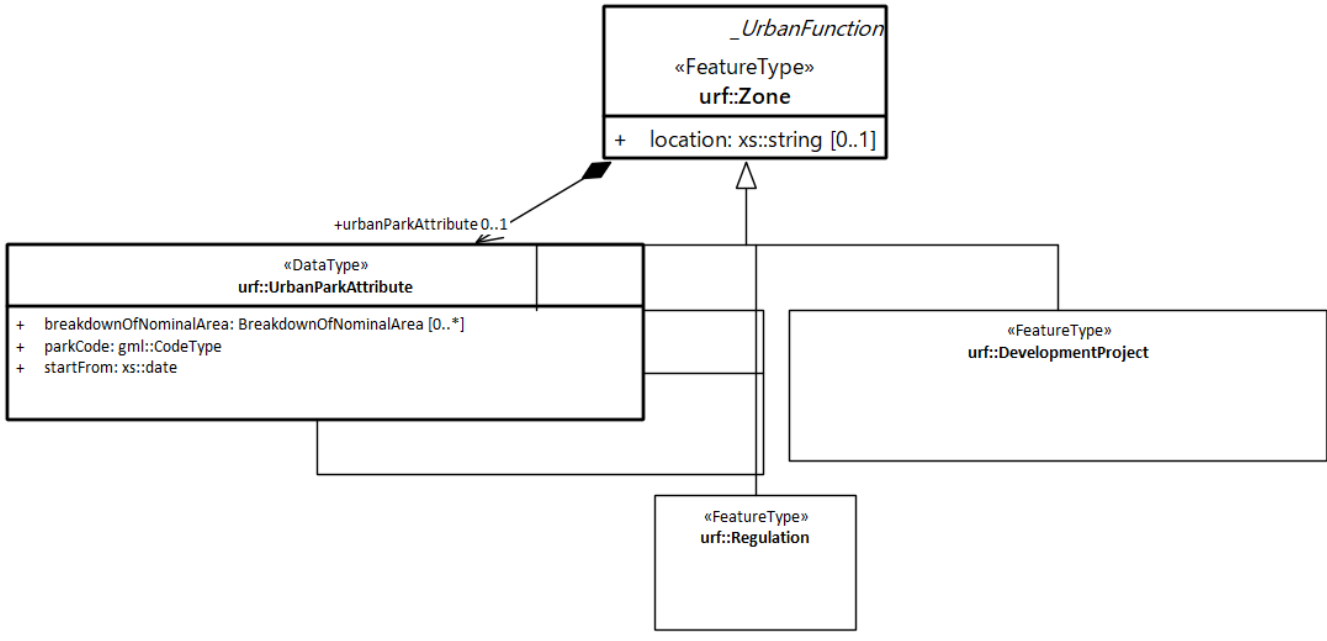 _UrbanFunction
«FeatureType»
urf::Zone
+ location: xs::string [0..1]
+urbanParkAttribute 0..1
«DataType»
urf::UrbanParkAttribute
+ breakdownOfNominalArea: BreakdownOfNominalArea [0..*]
+ parkCode: gml::CodeType
+ startFrom: xs::date
«FeatureType»
urf::DevelopmentProject
«FeatureType»
urf::Regulation